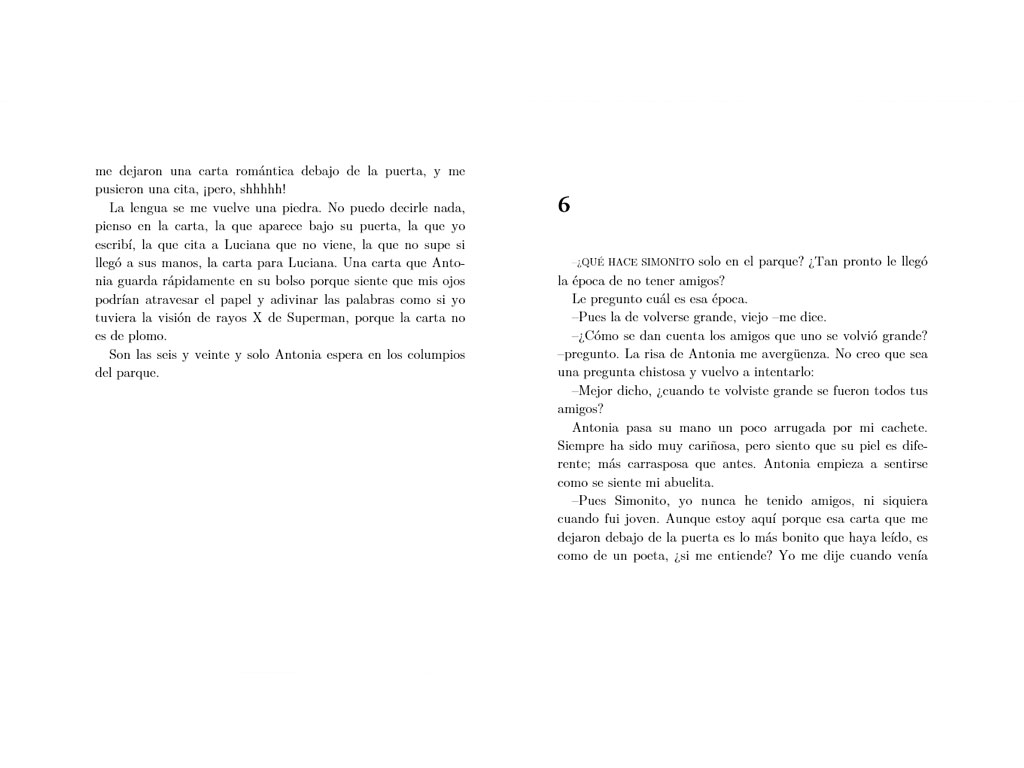 me dejaron una carta romántica debajo de la puerta, y me
pusieron una cita, ¡pero, shhhhh!
La lengua se me vuelve una piedra. No puedo decirle nada,
pienso en la carta, la que aparece bajo su puerta, la que yo
escribí, la que cita a Luciana que no viene, la que no supe si
llegó a sus manos, la carta para Luciana. Una carta que Anto-
nia guarda rápidamente en su bolso porque siente que mis ojos
podrían atravesar el papel y adivinar las palabras como si yo
tuviera la visión de rayos X de Superman, porque la carta no
es de plomo.
Son las seis y veinte y solo Antonia espera en los columpios
del parque.
6
–¿QUÉ HACE SIMONITO solo en el parque? ¿Tan pronto le llegó
la época de no tener amigos?
Le pregunto cuál es esa época.
–Pues la de volverse grande, viejo –me dice.
–¿Cómo se dan cuenta los amigos que uno se volvió grande?
–pregunto. La risa de Antonia me avergüenza. No creo que sea
una pregunta chistosa y vuelvo a intentarlo:
–Mejor dicho, ¿cuando te volviste grande se fueron todos tus
amigos?
Antonia pasa su mano un poco arrugada por mi cachete.
Siempre ha sido muy cariñosa, pero siento que su piel es dife-
rente; más carrasposa que antes. Antonia empieza a sentirse
como se siente mi abuelita.
–Pues Simonito, yo nunca he tenido amigos, ni siquiera
cuando fui joven. Aunque estoy aquí porque esa carta que me
dejaron debajo de la puerta es lo más bonito que haya leído, es
como de un poeta, ¿si me entiende? Yo me dije cuando venía